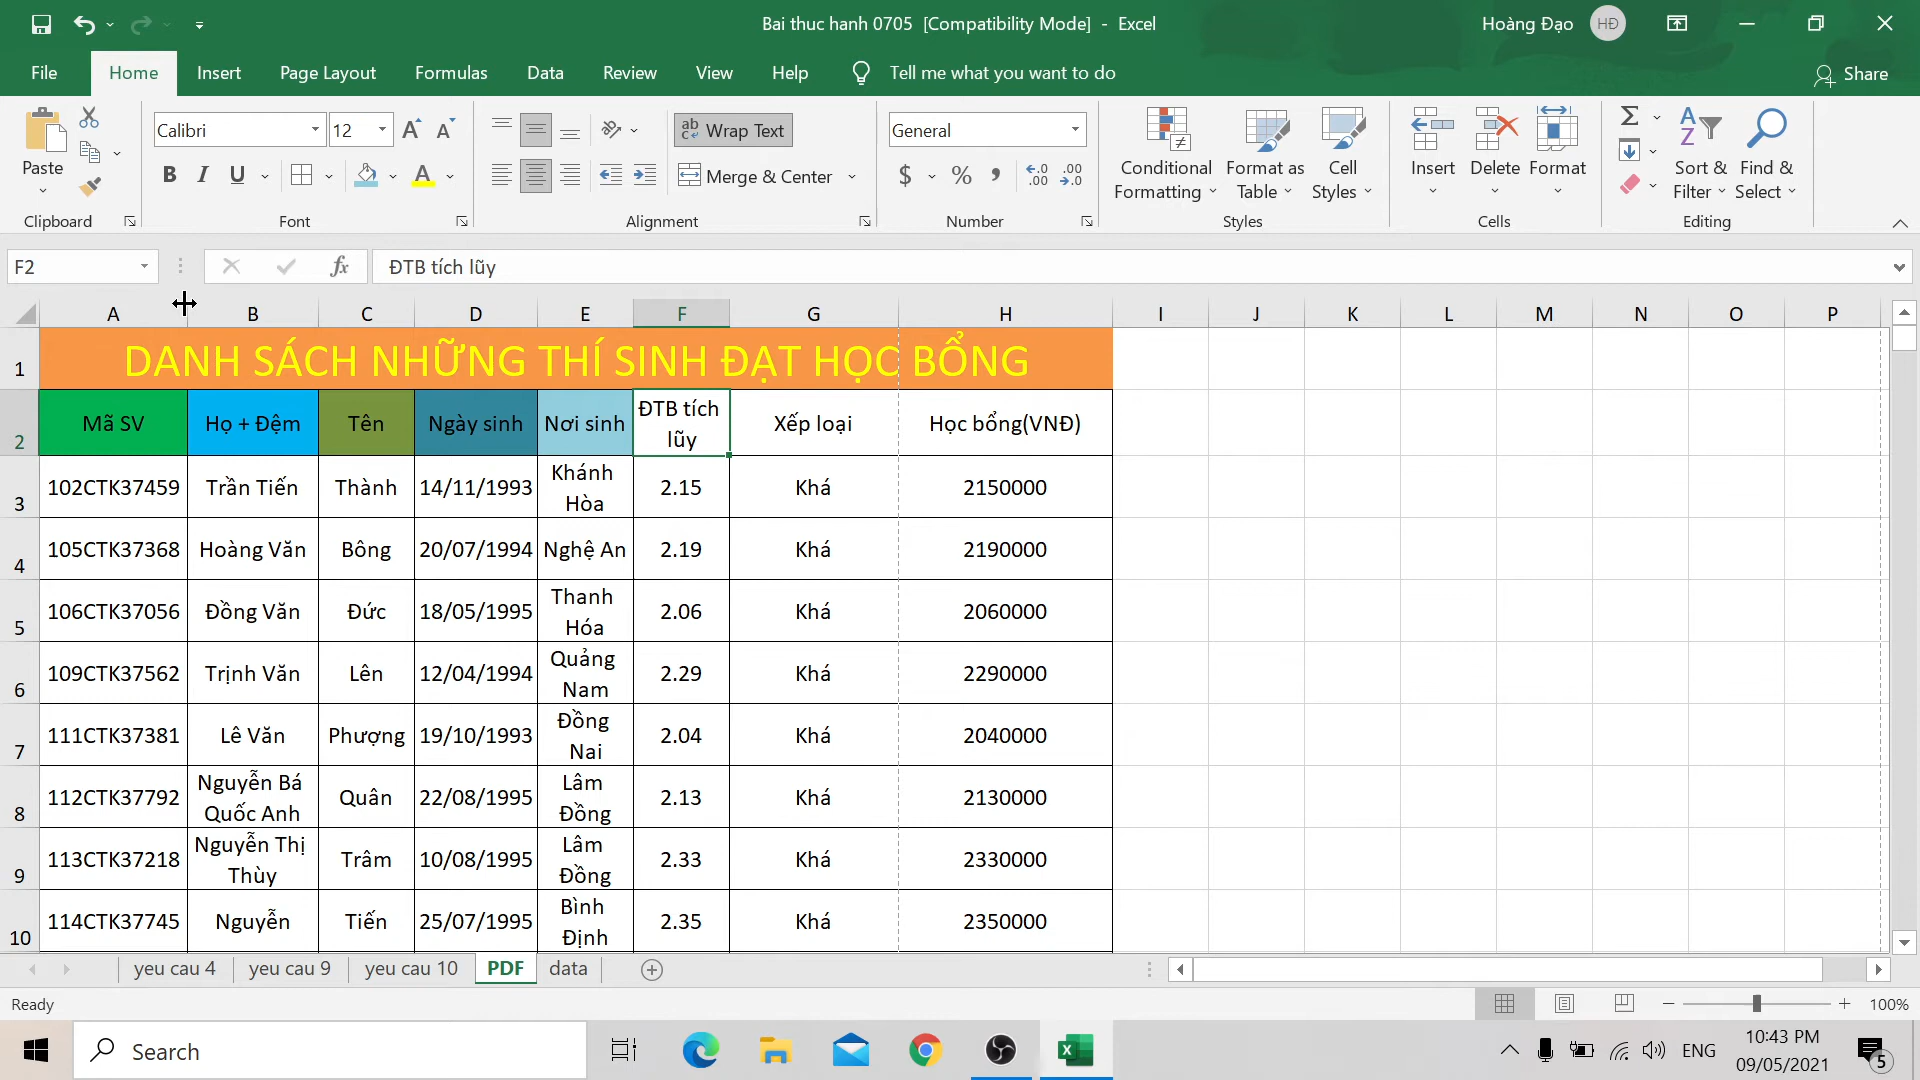 Bai thuc hanh 0705 [Compatibility Mode] - Excel
Hoàng Đạo HĐ
File Home Insert Page Layout Formulas Data Review View Help Tell me what you want to do Share
Paste
Clipboard
Calibri 12
B I U A
Font
ab Wrap Text
Merge & Center
Alignment
General
$ % , .00
Number
Conditional Formatting
Format as Table
Cell Styles
Styles
Insert Delete Format
Cells
Sort & Filter
Find & Select
Editing
F2 fx ĐTB tích lũy
A B C D E F G H I J K L M N O P
1 DANH SÁCH NHỮNG THÍ SINH ĐẠT HỌC BỔNG
2 Mã SV Họ + Đệm Tên Ngày sinh Nơi sinh ĐTB tích lũy Xếp loại Học bổng(VNĐ)
3 102CTK37459 Trần Tiến Thành 14/11/1993 Khánh Hòa 2.15 Khá 2150000
4 105CTK37368 Hoàng Văn Bông 20/07/1994 Nghệ An 2.19 Khá 2190000
5 106CTK37056 Đồng Văn Đức 18/05/1995 Thanh Hóa 2.06 Khá 2060000
6 109CTK37562 Trịnh Văn Lên 12/04/1994 Quảng Nam 2.29 Khá 2290000
7 111CTK37381 Lê Văn Phượng 19/10/1993 Đồng Nai 2.04 Khá 2040000
8 112CTK37792 Nguyễn Bá Quốc Anh Quân 22/08/1995 Lâm Đồng 2.13 Khá 2130000
9 113CTK37218 Nguyễn Thị Thùy Trâm 10/08/1995 Lâm Đồng 2.33 Khá 2330000
10 114CTK37745 Nguyễn Tiến 25/07/1995 Bình Định 2.35 Khá 2350000
yeu cau 4 yeu cau 9 yeu cau 10 PDF data
Ready 100%
Search ENG 10:43 PM
09/05/2021 5